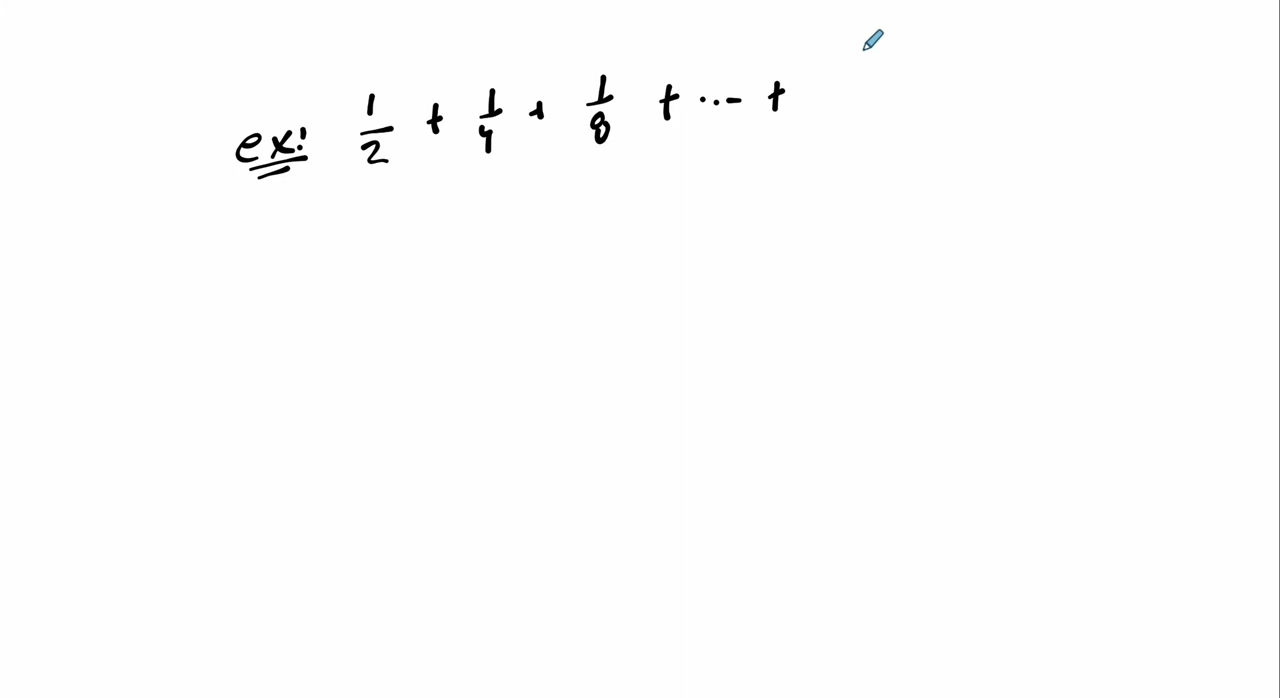 ex! 1/2 + 1/4 + 1/8 + ... +